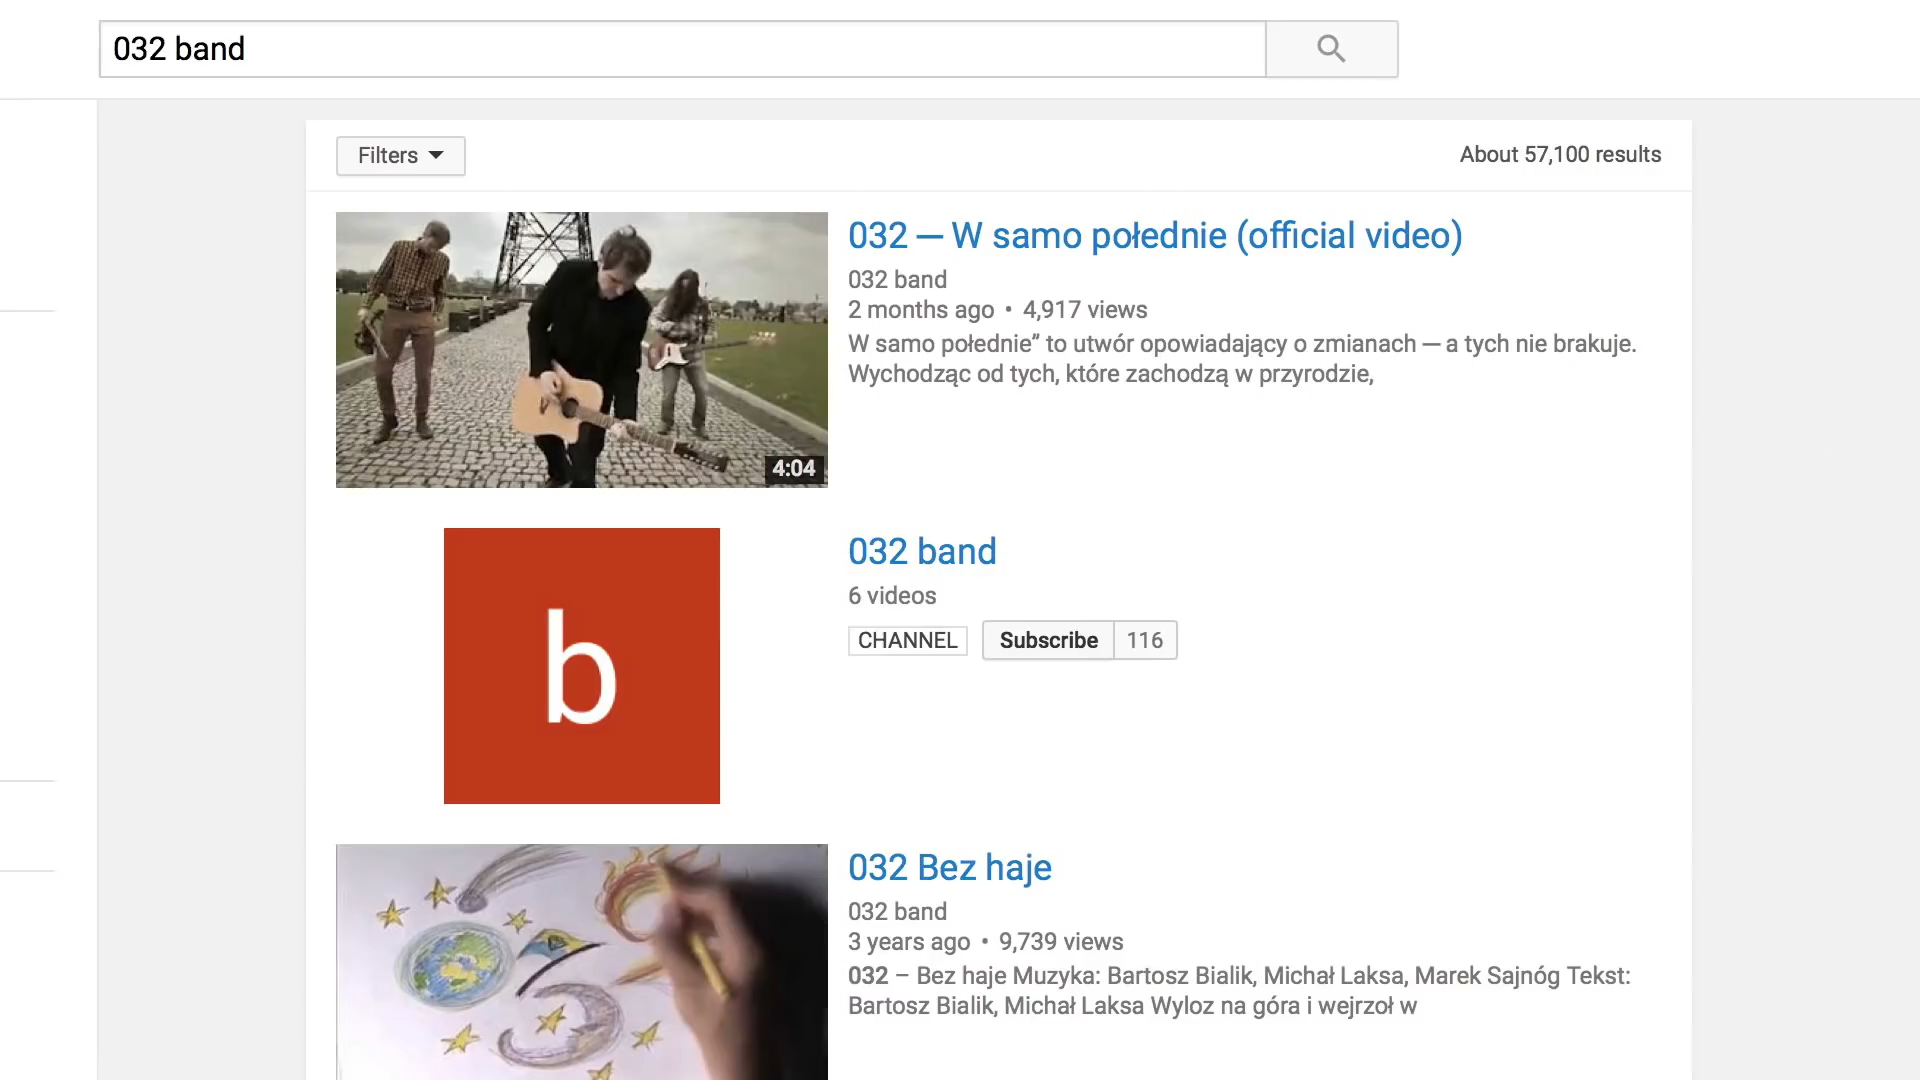 032 band
Filters
About 57,100 results
032 — W samo połednie (official video)
032 band
2 months ago • 4,917 views
W samo połednie” to utwór opowiadający o zmianach — a tych nie brakuje.
Wychodząc od tych, które zachodzą w przyrodzie,
4:04
b
032 band
6 videos
CHANNEL Subscribe 116
032 Bez haje
032 band
3 years ago • 9,739 views
032 – Bez haje Muzyka: Bartosz Bialik, Michał Laksa, Marek Sajnóg Tekst:
Bartosz Bialik, Michał Laksa Wyloz na góra i wejrzoł w